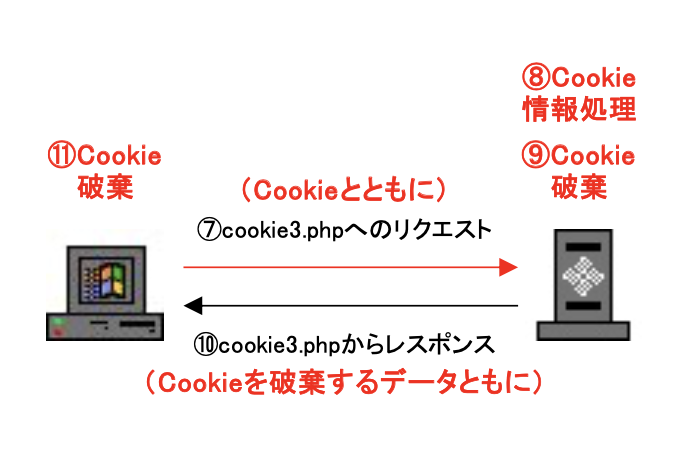 ⑧Cookie
情報処理
⑪Cookie
破棄
⑨Cookie
破棄
（Cookieとともに）
⑦cookie3.phpへのリクエスト
⑩cookie3.phpからレスポンス
（Cookieを破棄するデータともに）